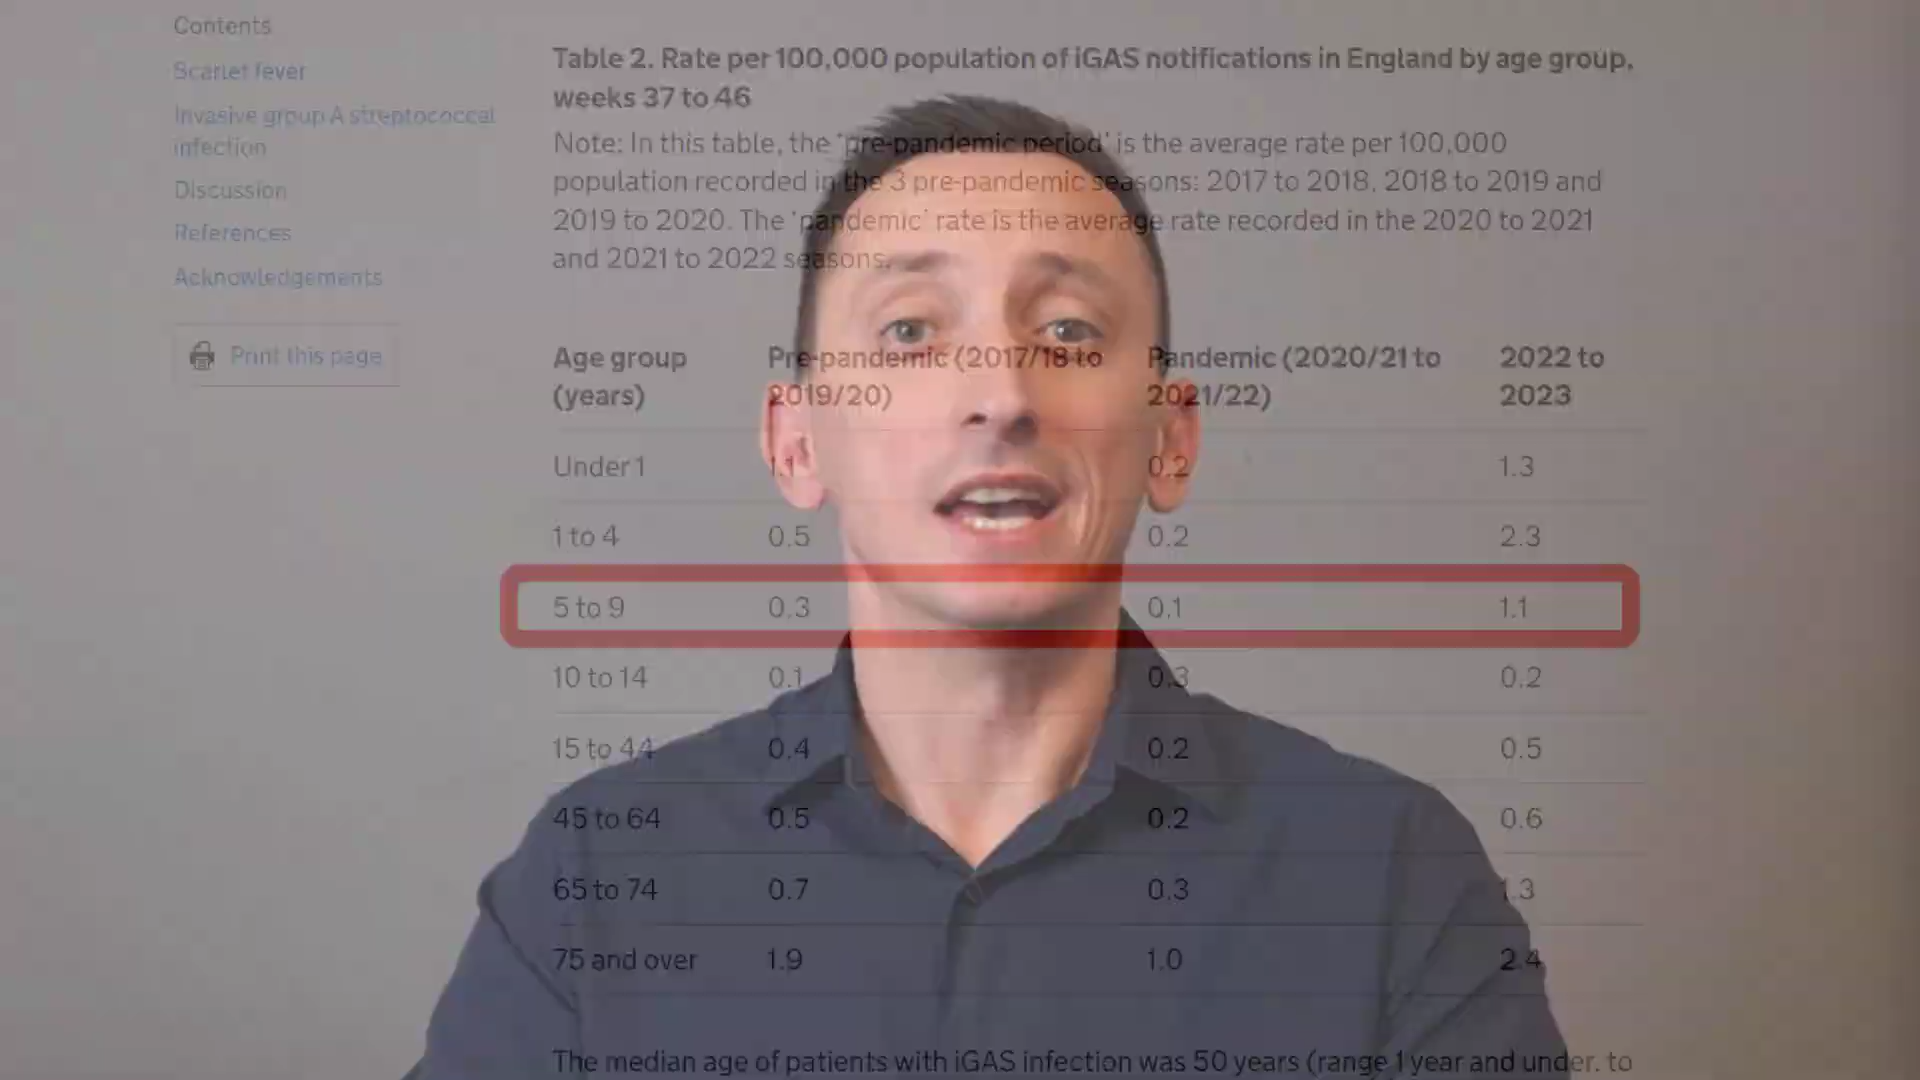 Contents
Scarlet fever
Invasive group A streptococcal
infection
Discussion
References
Acknowledgements
Print this page
Table 2. Rate per 100,000 population of iGAS notifications in England by age group,
weeks 37 to 46
Note: In this table, the 'pre-pandemic period' is the average rate per 100,000
population recorded in the 3 pre-pandemic seasons: 2017 to 2018, 2018 to 2019 and
2019 to 2020. The 'pandemic' rate is the average rate recorded in the 2020 to 2021
and 2021 to 2022 seasons.
Age group (years) Pre-pandemic (2017/18 to 2019/20) Pandemic (2020/21 to 2021/22) 2022 to 2023
Under 1 1.1 0.2 1.3
1 to 4 0.5 0.2 2.3
5 to 9 0.3 0.1 1.1
10 to 14 0.1 0.3 0.2
15 to 44 0.4 0.2 0.5
45 to 64 0.5 0.2 0.6
65 to 74 0.7 0.3 1.3
75 and over 1.9 1.0 2.4
The median age of patients with iGAS infection was 50 years (range 1 year and under, to